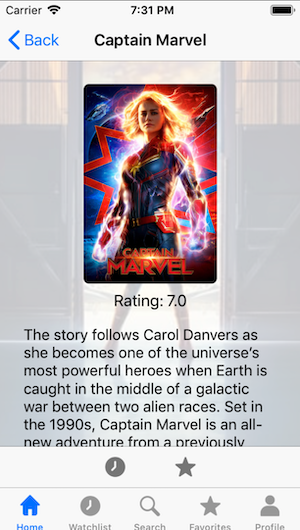 Carrier 7:31 PM
Back Captain Marvel
CAPTAIN
MARVEL
Rating: 7.0
The story follows Carol Danvers as
she becomes one of the universe’s
most powerful heroes when Earth is
caught in the middle of a galactic
war between two alien races. Set in
the 1990s, Captain Marvel is an all-
new adventure from a previously
Home Watchlist Search Favorites Profile